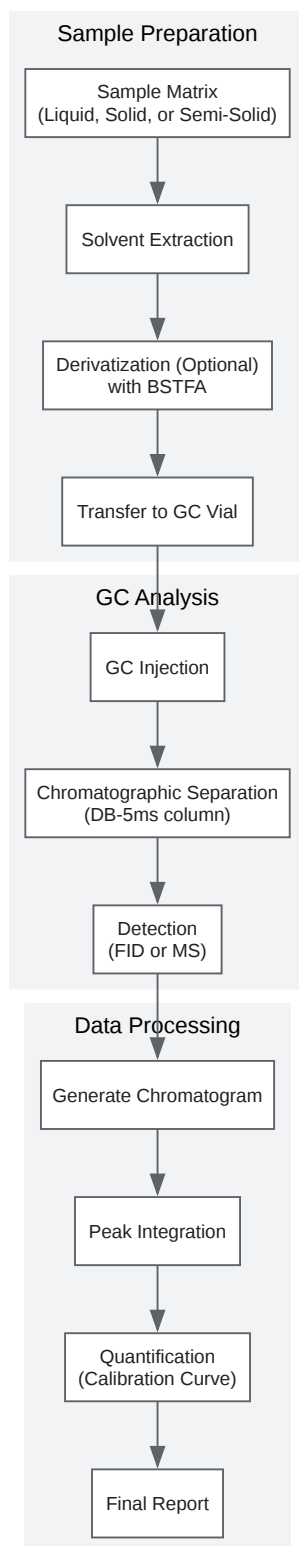 Sample Preparation
Sample Matrix
(Liquid, Solid, or Semi-Solid)
Solvent Extraction
Derivatization (Optional)
with BSTFA
Transfer to GC Vial
GC Analysis
GC Injection
Chromatographic Separation
(DB-5ms column)
Detection
(FID or MS)
Data Processing
Generate Chromatogram
Peak Integration
Quantification
(Calibration Curve)
Final Report